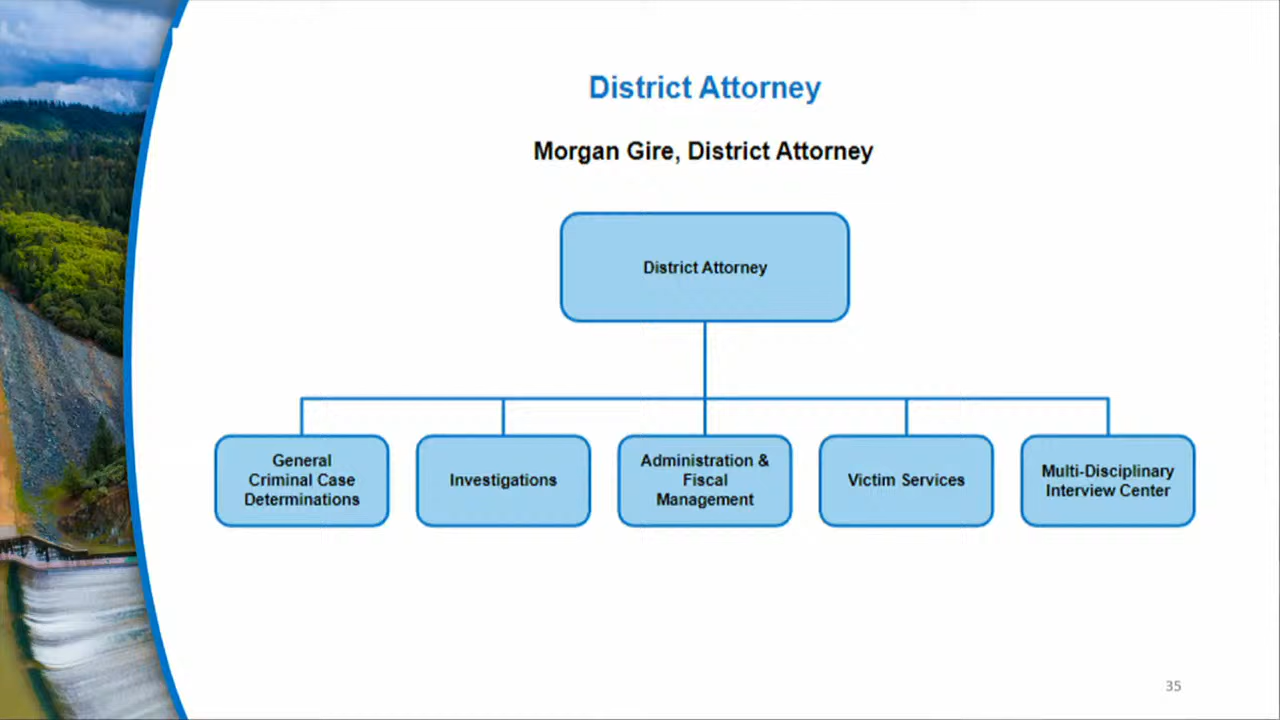 District Attorney
Morgan Gire, District Attorney
District Attorney
General
Criminal Case
Determinations
Investigations
Administration &
Fiscal
Management
Victim Services
Multi-Disciplinary
Interview Center
35